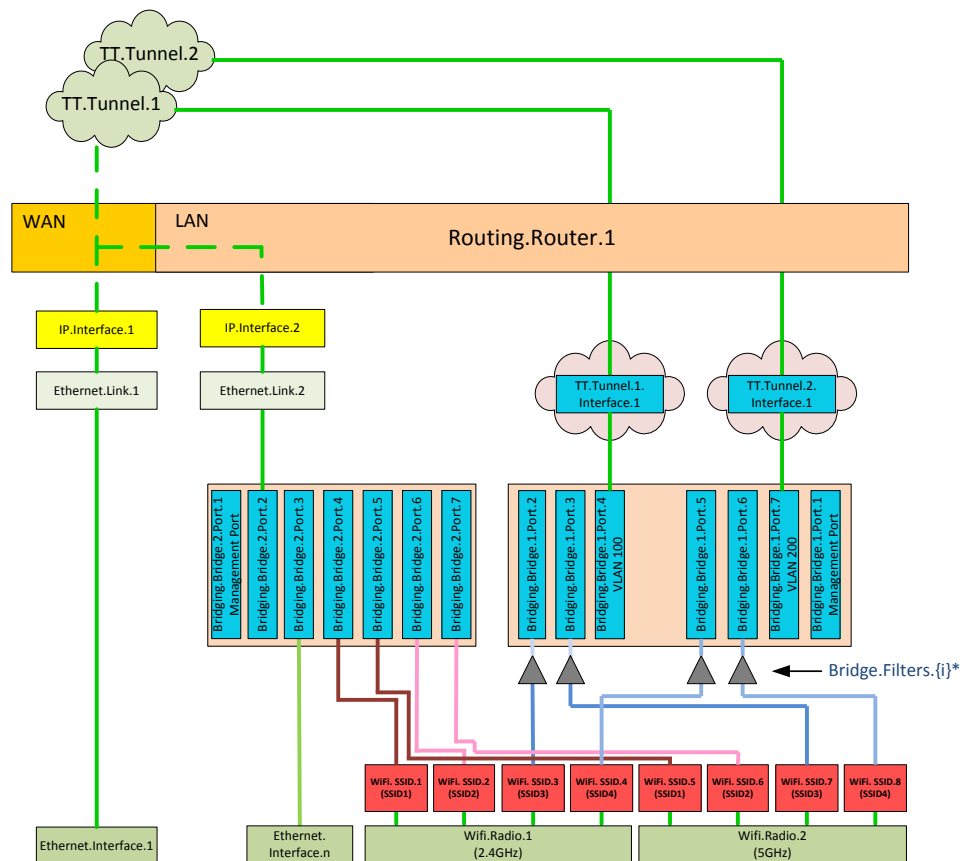 TT.Tunnel.2
TT.Tunnel.1
WAN
LAN
Routing.Router.1
IP.Interface.1
IP.Interface.2
Ethernet.Link.1
Ethernet.Link.2
TT.Tunnel.1.
Interface.1
TT.Tunnel.2.
Interface.1
Bridging.Bridge.2.Port.1
Management Port
Bridging.Bridge.2.Port.2
Bridging.Bridge.2.Port.3
Bridging.Bridge.2.Port.4
Bridging.Bridge.2.Port.5
Bridging.Bridge.2.Port.6
Bridging.Bridge.2.Port.7
Bridging.Bridge.1.Port.2
Bridging.Bridge.1.Port.3
Bridging.Bridge.1.Port.4
VLAN 100
Bridging.Bridge.1.Port.5
Bridging.Bridge.1.Port.6
Bridging.Bridge.1.Port.7
VLAN 200
Bridging.Bridge.1.Port.1
Management Port
Bridge.Filters.{i}*
WiFi. SSID.1
(SSID1)
WiFi. SSID.2
(SSID2)
WiFi. SSID.3
(SSID3)
WiFi. SSID.4
(SSID4)
WiFi. SSID.5
(SSID1)
WiFi. SSID.6
(SSID2)
WiFi. SSID.7
(SSID3)
WiFi. SSID.8
(SSID4)
Ethernet.Interface.1
Ethernet.
Interface.n
Wifi.Radio.1
(2.4GHz)
Wifi.Radio.2
(5GHz)